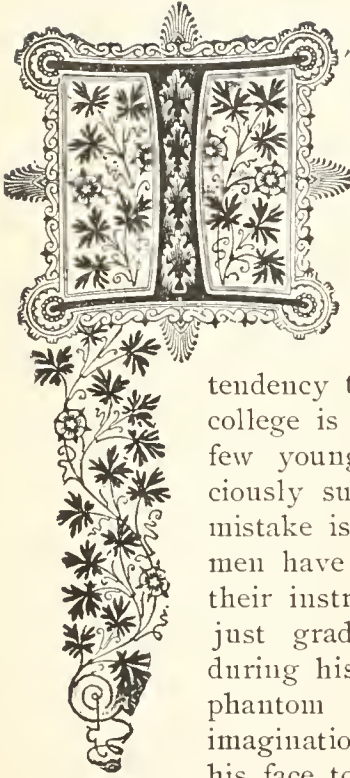 I
tendency t
college is
few young
ciously su
mistake is
men have
their instr
just grad
during his
phantom
imaginatio
his face to